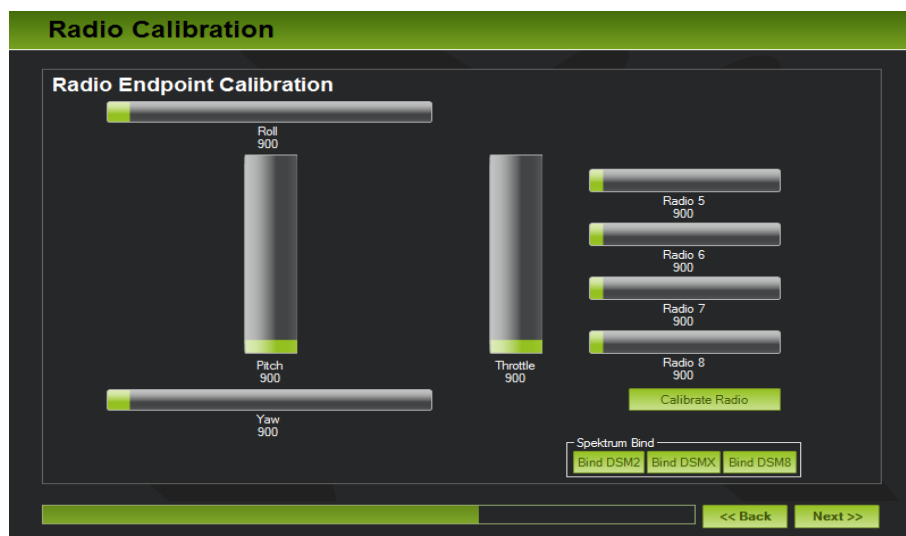 Radio Calibration
Radio Endpoint Calibration
Roll
900
Pitch
900
Throttle
900
Yaw
900
Radio 5
900
Radio 6
900
Radio 7
900
Radio 8
900
Calibrate Radio
Spektrum Bind
Bind DSM2 Bind DSMX Bind DSM8
<< Back Next >>